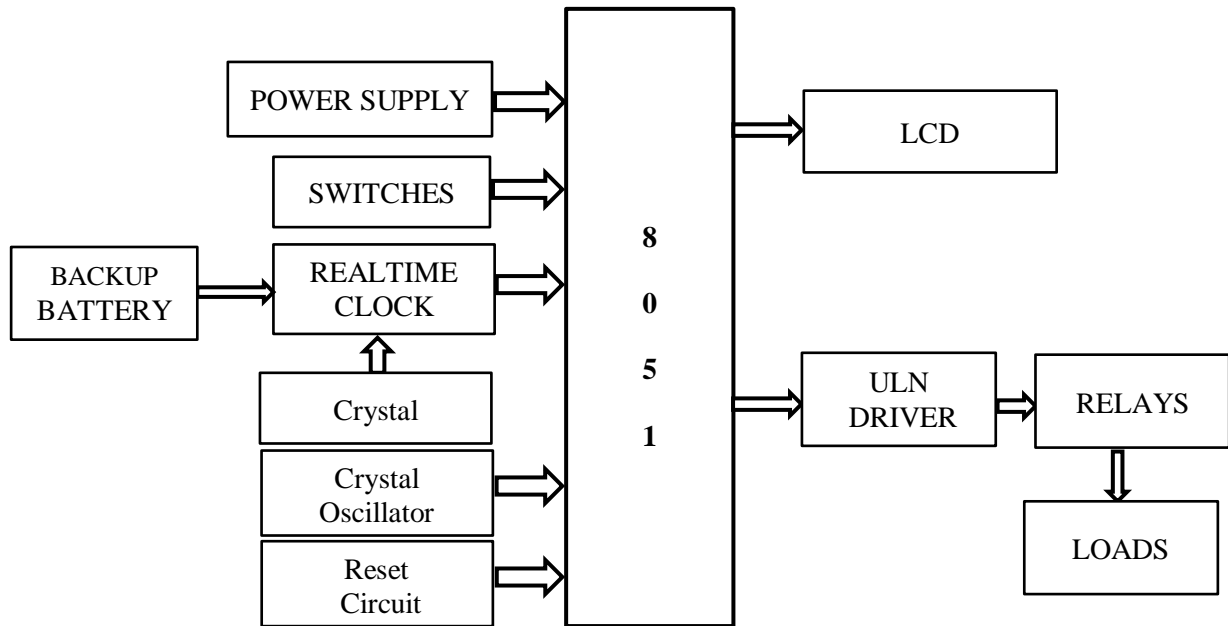 POWER SUPPLY
SWITCHES
BACKUP
BATTERY
REALTIME
CLOCK
Crystal
Crystal
Oscillator
Reset
Circuit
8
0
5
1
LCD
ULN
DRIVER
RELAYS
LOADS